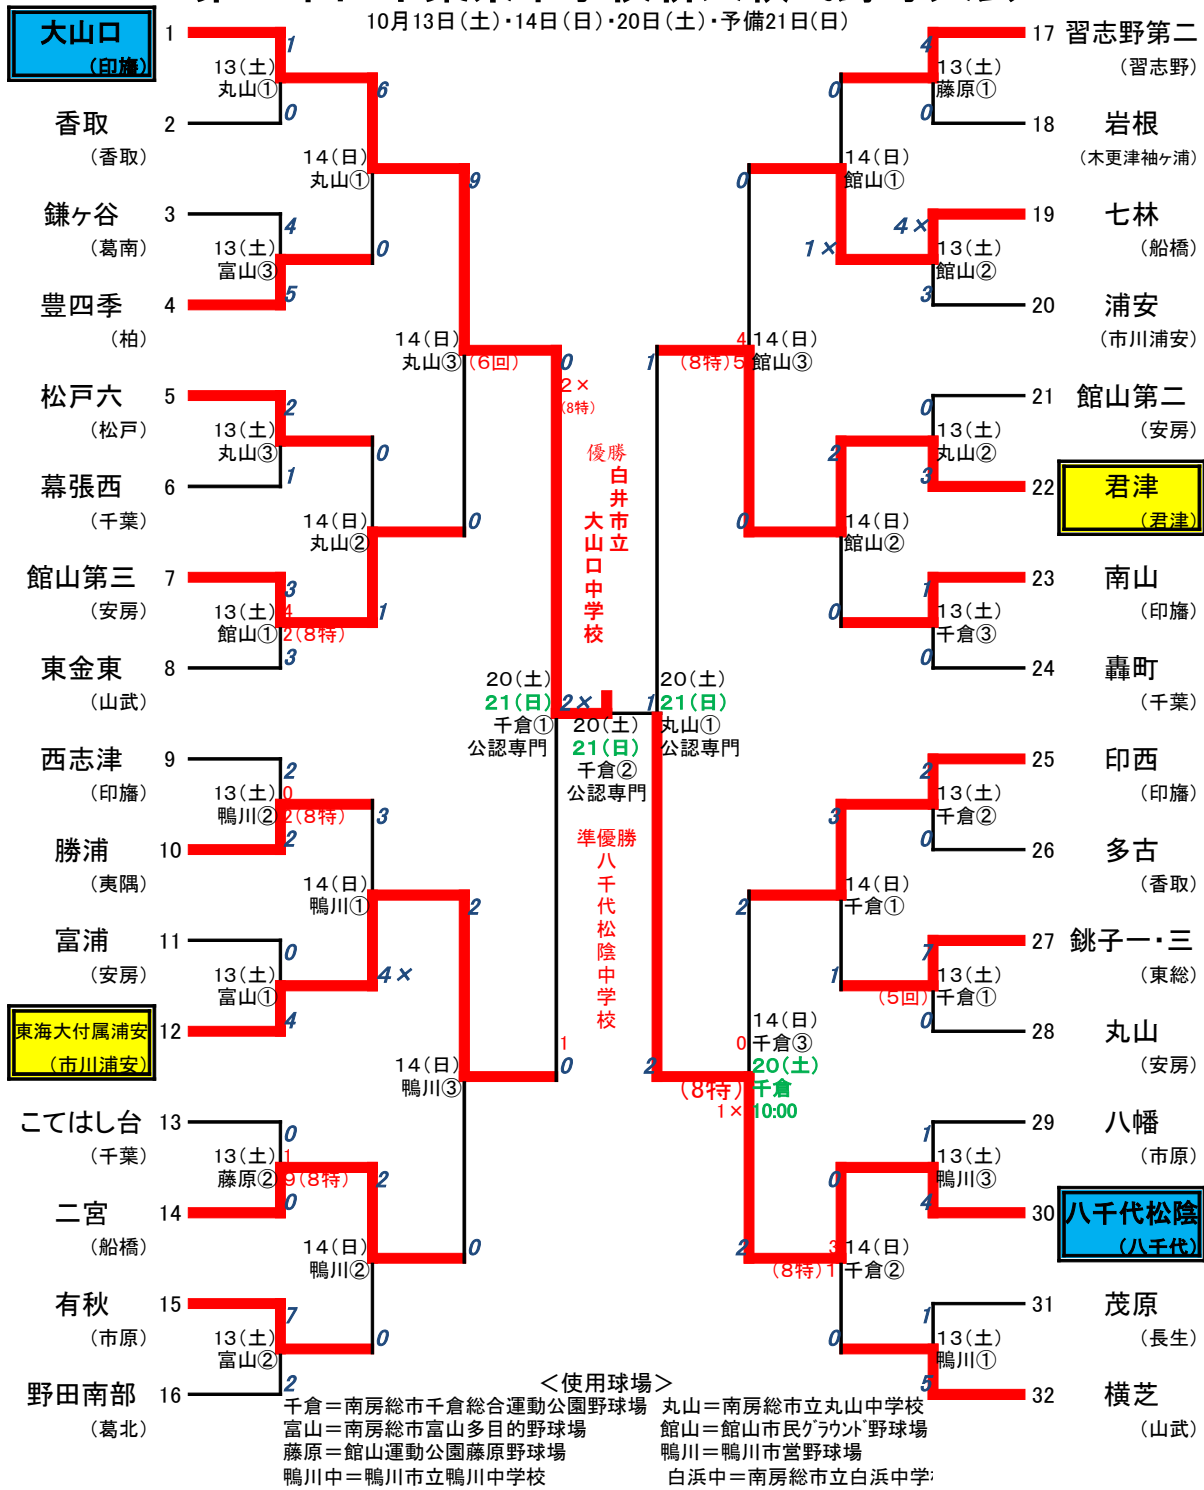 10月13日(土)・14日(日)・20日(土)・予備21日(日)
大山口 1
(印旛)
香取 2
(香取)
鎌ヶ谷 3
(葛南)
豊四季 4
(柏)
松戸六 5
(松戸)
幕張西 6
(千葉)
館山第三 7
(安房)
東金東 8
(山武)
西志津 9
(印旛)
勝浦 10
(夷隅)
富浦 11
(安房)
東海大付属浦安 12
(市川浦安)
こてはし台 13
(千葉)
二宮 14
(船橋)
有秋 15
(市原)
野田南部 16
(葛北)
1
13(土)
丸山①
0
4
13(土)
富山③
5
2
13(土)
丸山③
1
3
13(土) 4
館山① 2(8特)
3
2
13(土) 0
鴨川② 2(8特)
2
0
13(土)
富山①
4
0
13(土) 1
藤原② 9(8特)
0
7
13(土)
富山②
2
6
14(日)
丸山①
0
0
14(日)
丸山②
1
3
14(日)
鴨川①
4×
2
14(日)
鴨川②
0
9
14(日)
丸山③ (6回)
0
2
14(日)
鴨川③
0
0
2×
(8特)
20(土)
21(日)
千倉①
公認専門
1
0
優勝
白井市立
大山口中学校
2× 1
20(土)
21(日)
千倉②
公認専門
準優勝
八千代松陰中学校
1
20(土)
21(日)
丸山①
公認専門
2
0
4 14(日)
(8特)5 館山③
0
2
14(日)
0 千倉③
20(土)
(8特) 千倉
1× 10:00
2
0
14(日)
館山①
1×
2
14(日)
館山②
0
3
14(日)
千倉①
1
0
3 14(日)
(8特)1 千倉②
0
4
13(土)
藤原①
0
4×
13(土)
館山②
3
0
13(土)
丸山②
3
1
13(土)
千倉③
0
2
13(土)
千倉②
0
7
13(土)
(5回) 千倉①
0
1
13(土)
鴨川③
4
1
13(土)
鴨川①
5
17 習志野第二
(習志野)
18 岩根
(木更津袖ヶ浦)
19 七林
(船橋)
20 浦安
(市川浦安)
21 館山第二
(安房)
22 君津
(君津)
23 南山
(印旛)
24 轟町
(千葉)
25 印西
(印旛)
26 多古
(香取)
27 銚子一・三
(東総)
28 丸山
(安房)
29 八幡
(市原)
30 八千代松陰
(八千代)
31 茂原
(長生)
32 横芝
(山武)
＜使用球場＞
千倉＝南房総市千倉総合運動公園野球場 丸山＝南房総市立丸山中学校
富山＝南房総市富山多目的野球場 館山＝館山市民グラウンド野球場
藤原＝館山運動公園藤原野球場 鴨川＝鴨川市営野球場
鴨川中＝鴨川市立鴨川中学校 白浜中＝南房総市立白浜中学